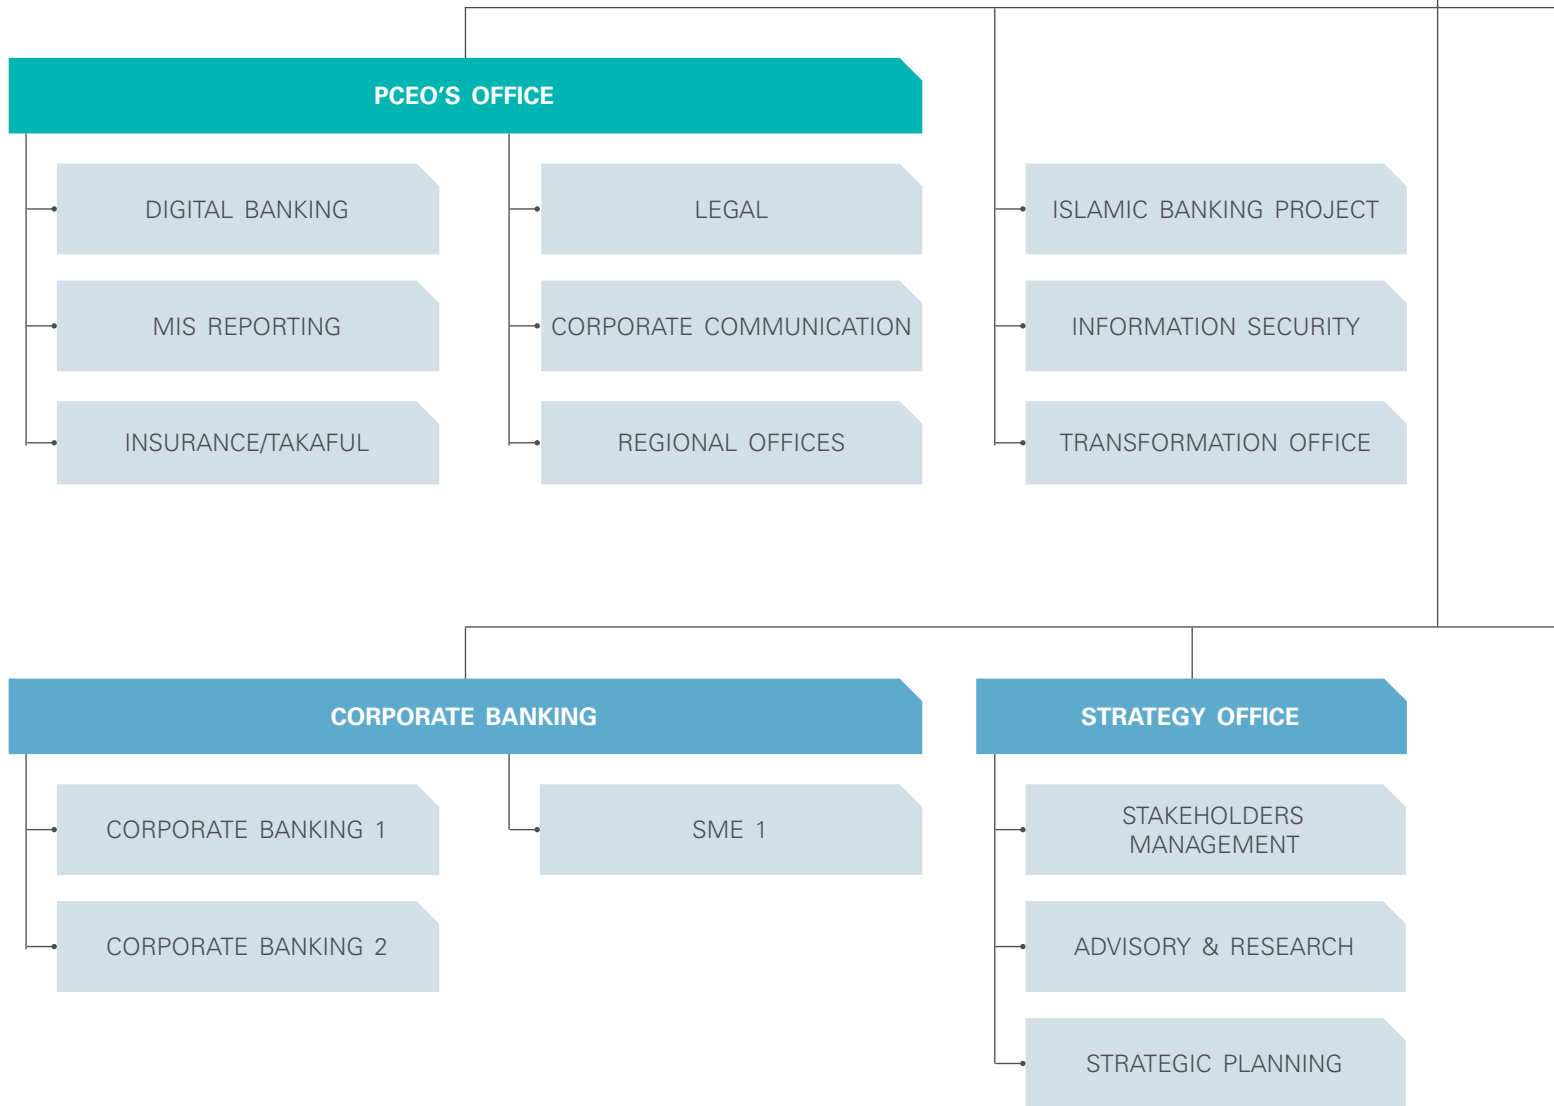 PCEO’S OFFICE
DIGITAL BANKING
LEGAL
ISLAMIC BANKING PROJECT
MIS REPORTING
CORPORATE COMMUNICATION
INFORMATION SECURITY
INSURANCE/TAKAFUL
REGIONAL OFFICES
TRANSFORMATION OFFICE
CORPORATE BANKING
STRATEGY OFFICE
CORPORATE BANKING 1
SME 1
STAKEHOLDERS
MANAGEMENT
CORPORATE BANKING 2
ADVISORY & RESEARCH
STRATEGIC PLANNING